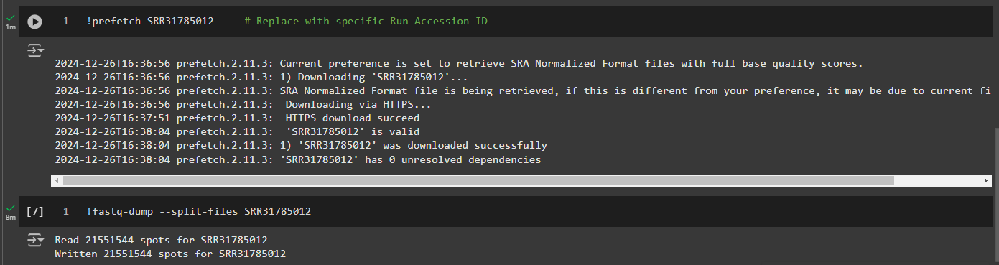 1m
1 !prefetch SRR31785012 # Replace with specific Run Accession ID
2024-12-26T16:36:56 prefetch.2.11.3: Current preference is set to retrieve SRA Normalized Format files with full base quality scores.
2024-12-26T16:36:56 prefetch.2.11.3: 1) Downloading 'SRR31785012'...
2024-12-26T16:36:56 prefetch.2.11.3: SRA Normalized Format file is being retrieved, if this is different from your preference, it may be due to current fi
2024-12-26T16:36:56 prefetch.2.11.3:  Downloading via HTTPS...
2024-12-26T16:37:51 prefetch.2.11.3:  HTTPS download succeed
2024-12-26T16:38:04 prefetch.2.11.3:  'SRR31785012' is valid
2024-12-26T16:38:04 prefetch.2.11.3: 1) 'SRR31785012' was downloaded successfully
2024-12-26T16:38:04 prefetch.2.11.3: 'SRR31785012' has 0 unresolved dependencies
8m
[7] 1 !fastq-dump --split-files SRR31785012
Read 21551544 spots for SRR31785012
Written 21551544 spots for SRR31785012